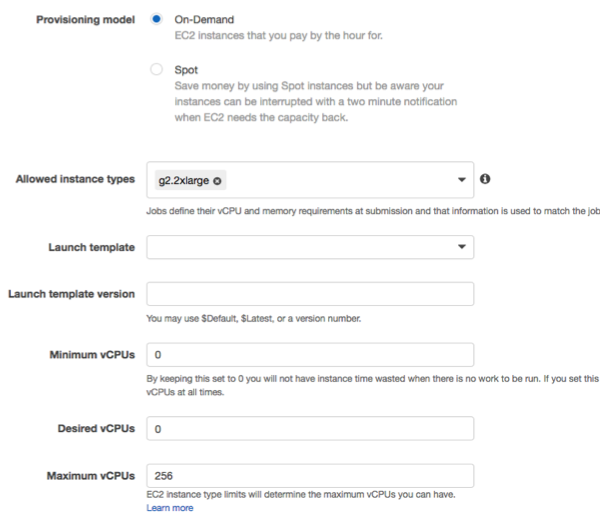 Provisioning model On-Demand
EC2 instances that you pay by the hour for.
Spot
Save money by using Spot instances but be aware your
instances can be interrupted with a two minute notification
when EC2 needs the capacity back.
Allowed instance types g2.2xlarge
Jobs define their vCPU and memory requirements at submission and that information is used to match the job
Launch template
Launch template version
You may use $Default, $Latest, or a version number.
Minimum vCPUs 0
By keeping this set to 0 you will not have instance time wasted when there is no work to be run. If you set this
vCPUs at all times.
Desired vCPUs 0
Maximum vCPUs 256
EC2 instance type limits will determine the maximum vCPUs you can have.
Learn more